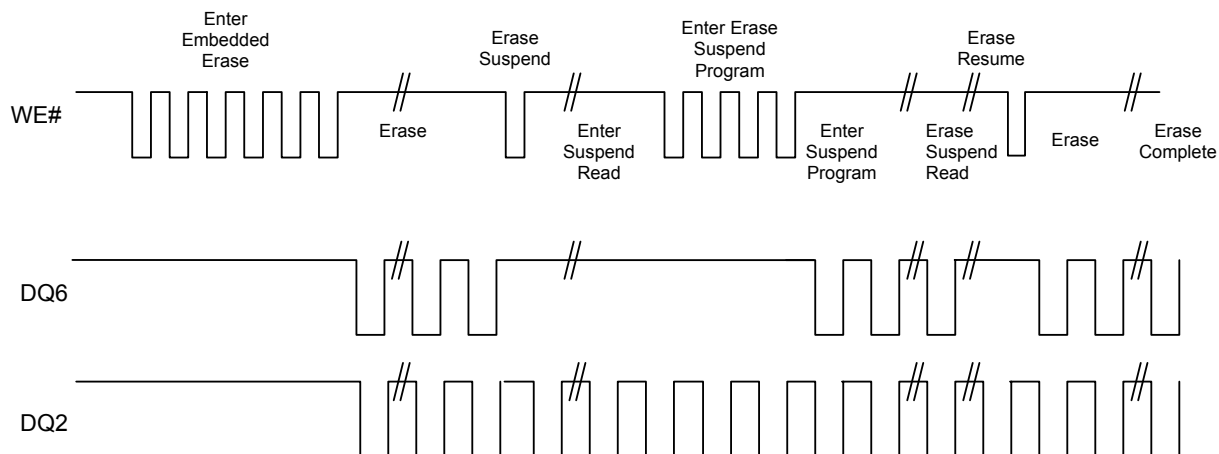 Enter
Embedded
Erase
Erase
Suspend
Enter Erase
Suspend
Program
Erase
Resume
WE#
Erase
Enter
Suspend
Read
Enter
Suspend
Program
Erase
Suspend
Read
Erase
Erase
Complete
DQ6
DQ2